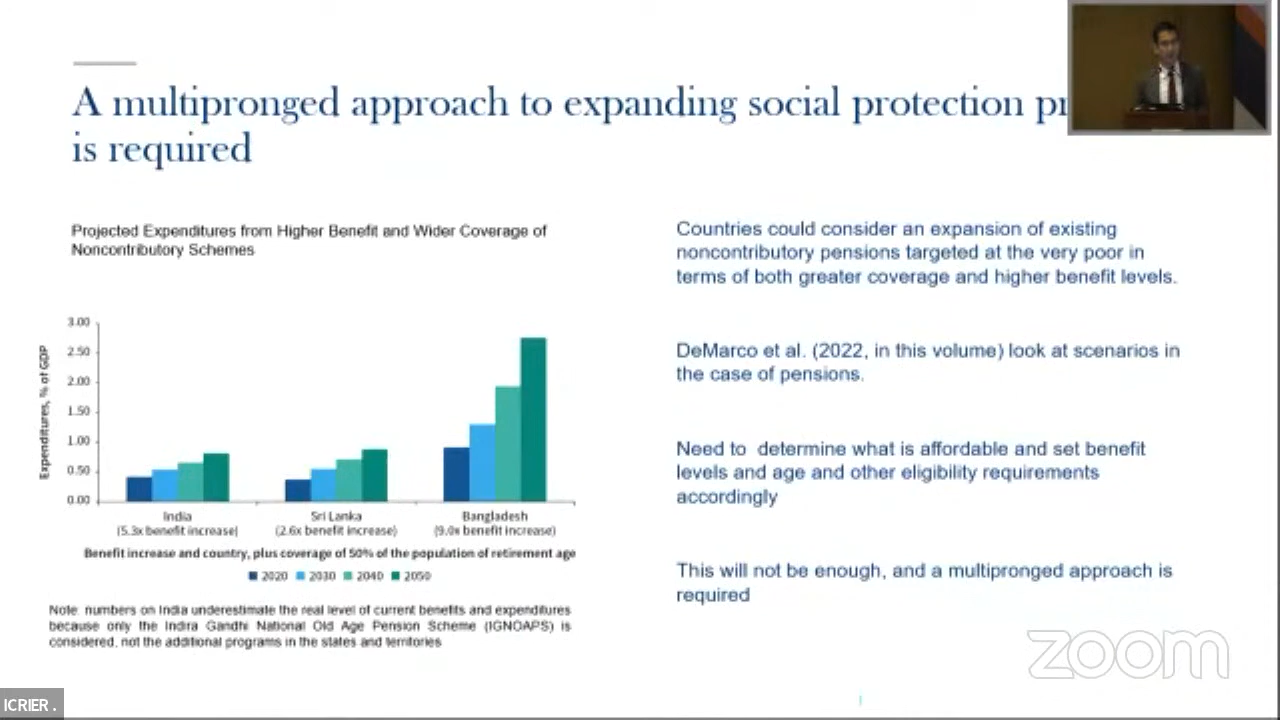 A multipronged approach to expanding social protection
is required
Projected Expenditures from Higher Benefit and Wider Coverage of
Noncontributory Schemes
Expenditures, % of GDP
3.00
2.50
2.00
1.50
1.00
0.50
0.00
India
(5.3x benefit increase)
Sri Lanka
(2.6x benefit increase)
Bangladesh
(9.0x benefit increase)
Benefit increase and country, plus coverage of 50% of the population of retirement age
2020 2030 2040 2050
Note: numbers on India underestimate the real level of current benefits and expenditures
because only the Indira Gandhi National Old Age Pension Scheme (IGNOAPS) is
considered, not the additional programs in the states and territories
Countries could consider an expansion of existing
noncontributory pensions targeted at the very poor in
terms of both greater coverage and higher benefit levels.
DeMarco et al. (2022, in this volume) look at scenarios in
the case of pensions.
Need to determine what is affordable and set benefit
levels and age and other eligibility requirements
accordingly
This will not be enough, and a multipronged approach is
required
zoom
ICRIER .